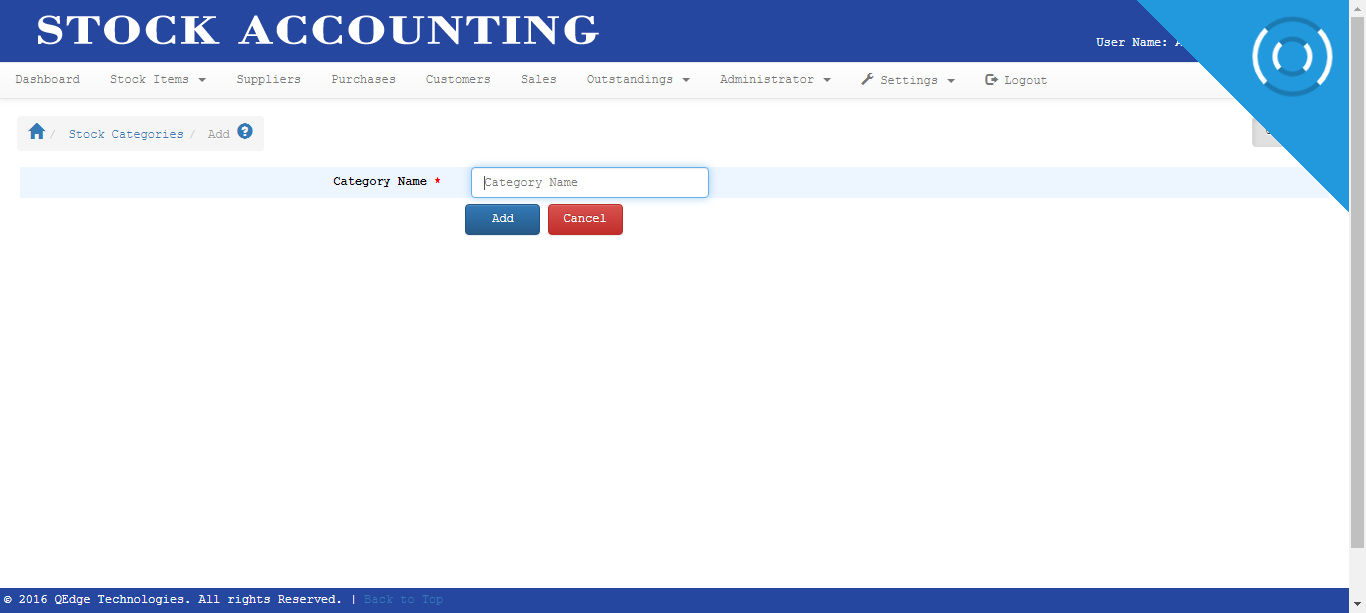 STOCK ACCOUNTING
User Name:
Dashboard Stock Items Suppliers Purchases Customers Sales Outstandings Administrator Settings Logout
/ Stock Categories / Add ?
Category Name * Category Name
Add Cancel
© 2016 QEdge Technologies. All rights Reserved. | Back to Top